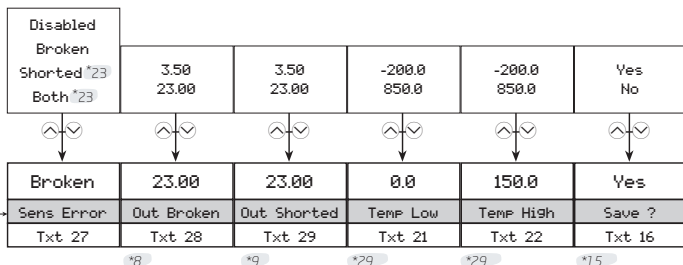 Disabled
Broken
Shorted *23
Both *23
3.50
23.00
3.50
23.00
-200.0
850.0
-200.0
850.0
Yes
No
Broken 23.00 23.00 0.0 150.0 Yes
Sens Error Out Broken Out Shorted Temp Low Temp High Save ?
Txt 27 Txt 28 Txt 29 Txt 21 Txt 22 Txt 16
*8 *9 *29 *29 *15